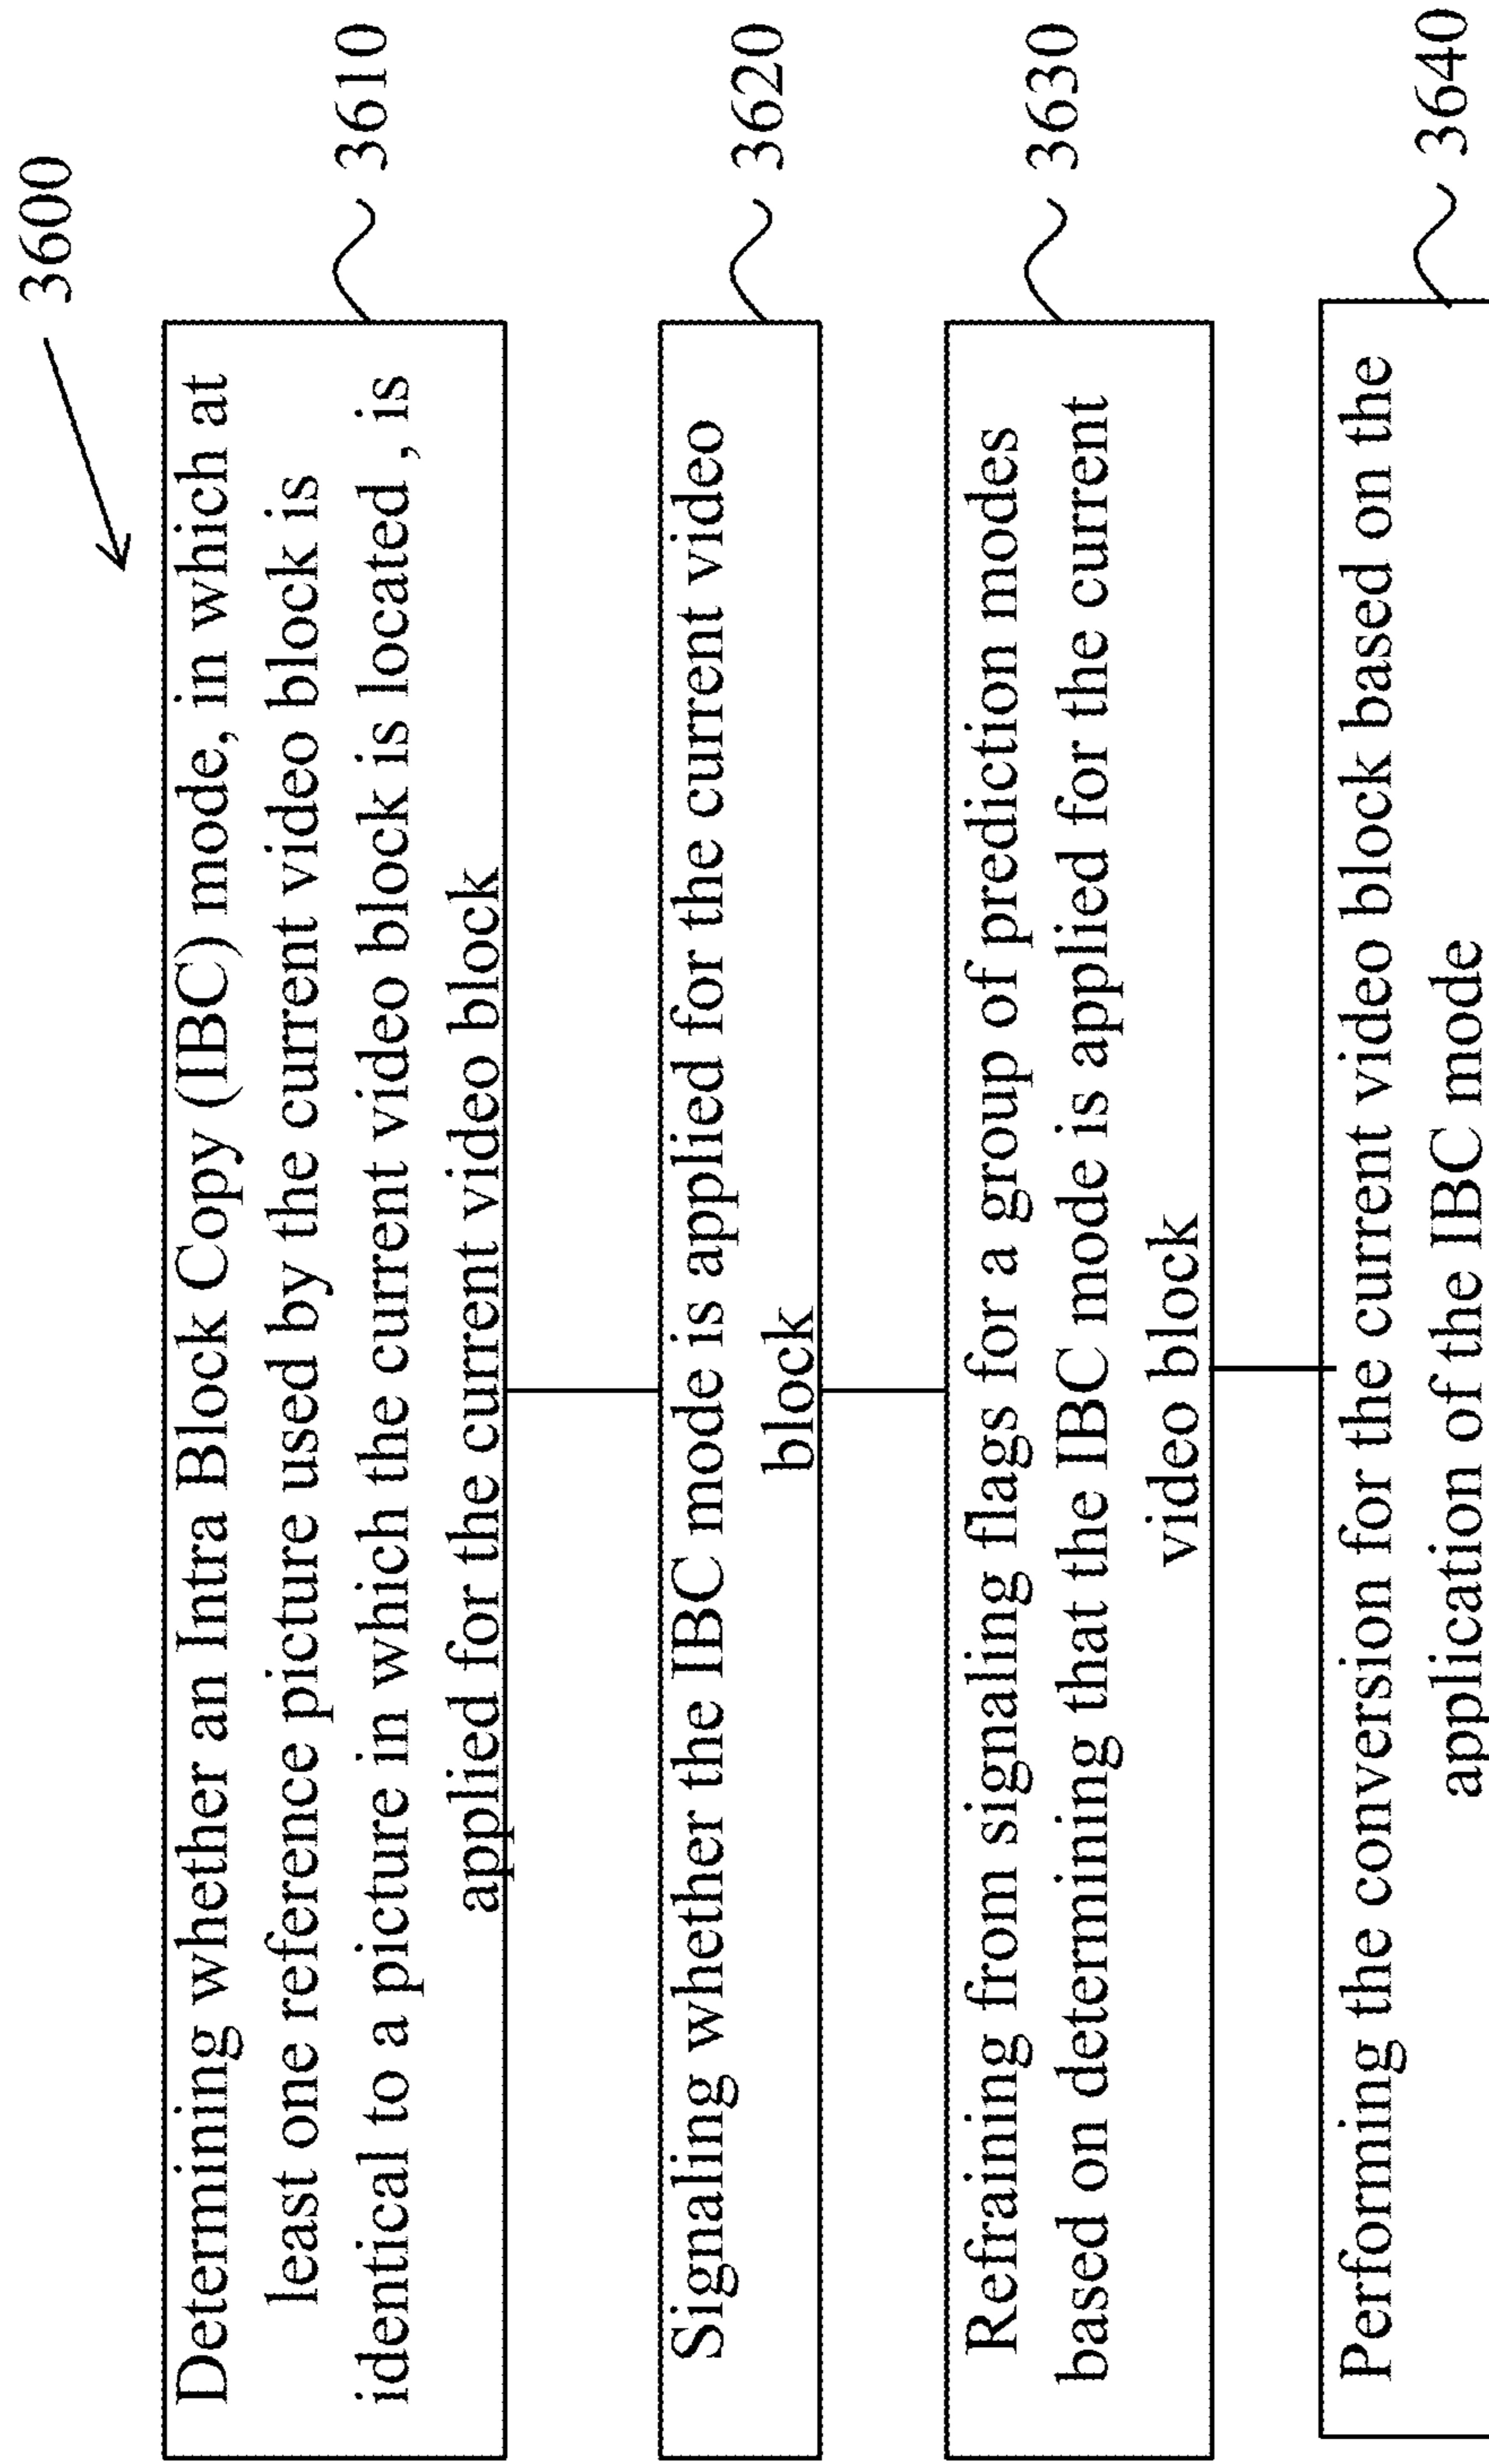 3600
Determining whether an Intra Block Copy (IBC) mode, in which at
least one reference picture used by the current video block is
identical to a picture in which the current video block is located , is
applied for the current video block
3610
Signaling whether the IBC mode is applied for the current video
block
3620
Refraining from signaling flags for a group of prediction modes
based on determining that the IBC mode is applied for the current
video block
3630
Performing the conversion for the current video block based on the
application of the IBC mode
3640